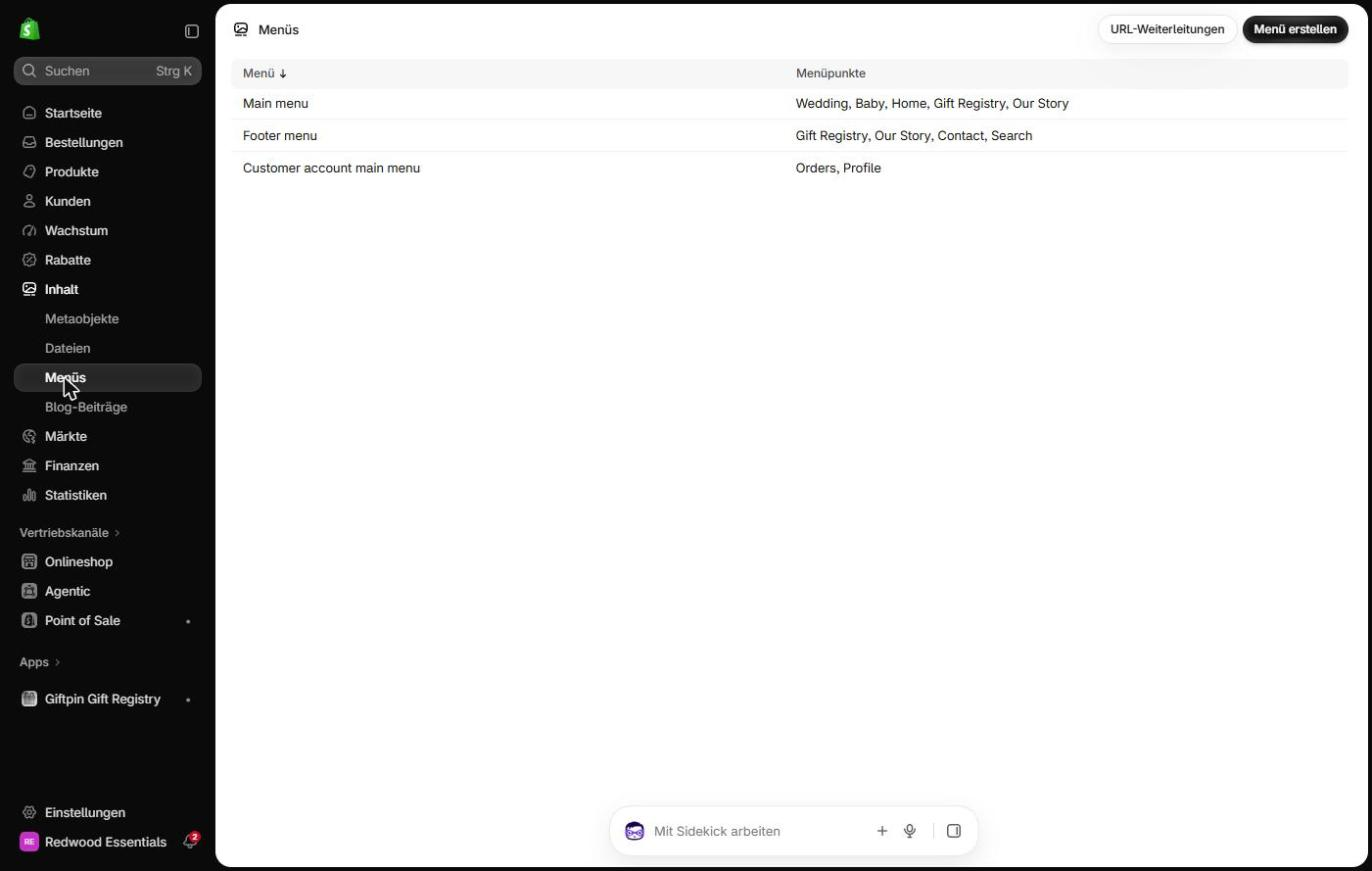 Menüs
URL-Weiterleitungen
Menü erstellen
Suchen
Strg K
Startseite
Bestellungen
Produkte
Kunden
Wachstum
Rabatte
Inhalt
Metaobjekte
Dateien
Menüs
Blog-Beiträge
Märkte
Finanzen
Statistiken
Vertriebskanäle
Onlineshop
Agentic
Point of Sale
Apps
Giftpin Gift Registry
Einstellungen
RE
Redwood Essentials
2
Menü
Menüpunkte
Main menu
Wedding, Baby, Home, Gift Registry, Our Story
Footer menu
Gift Registry, Our Story, Contact, Search
Customer account main menu
Orders, Profile
Mit Sidekick arbeiten